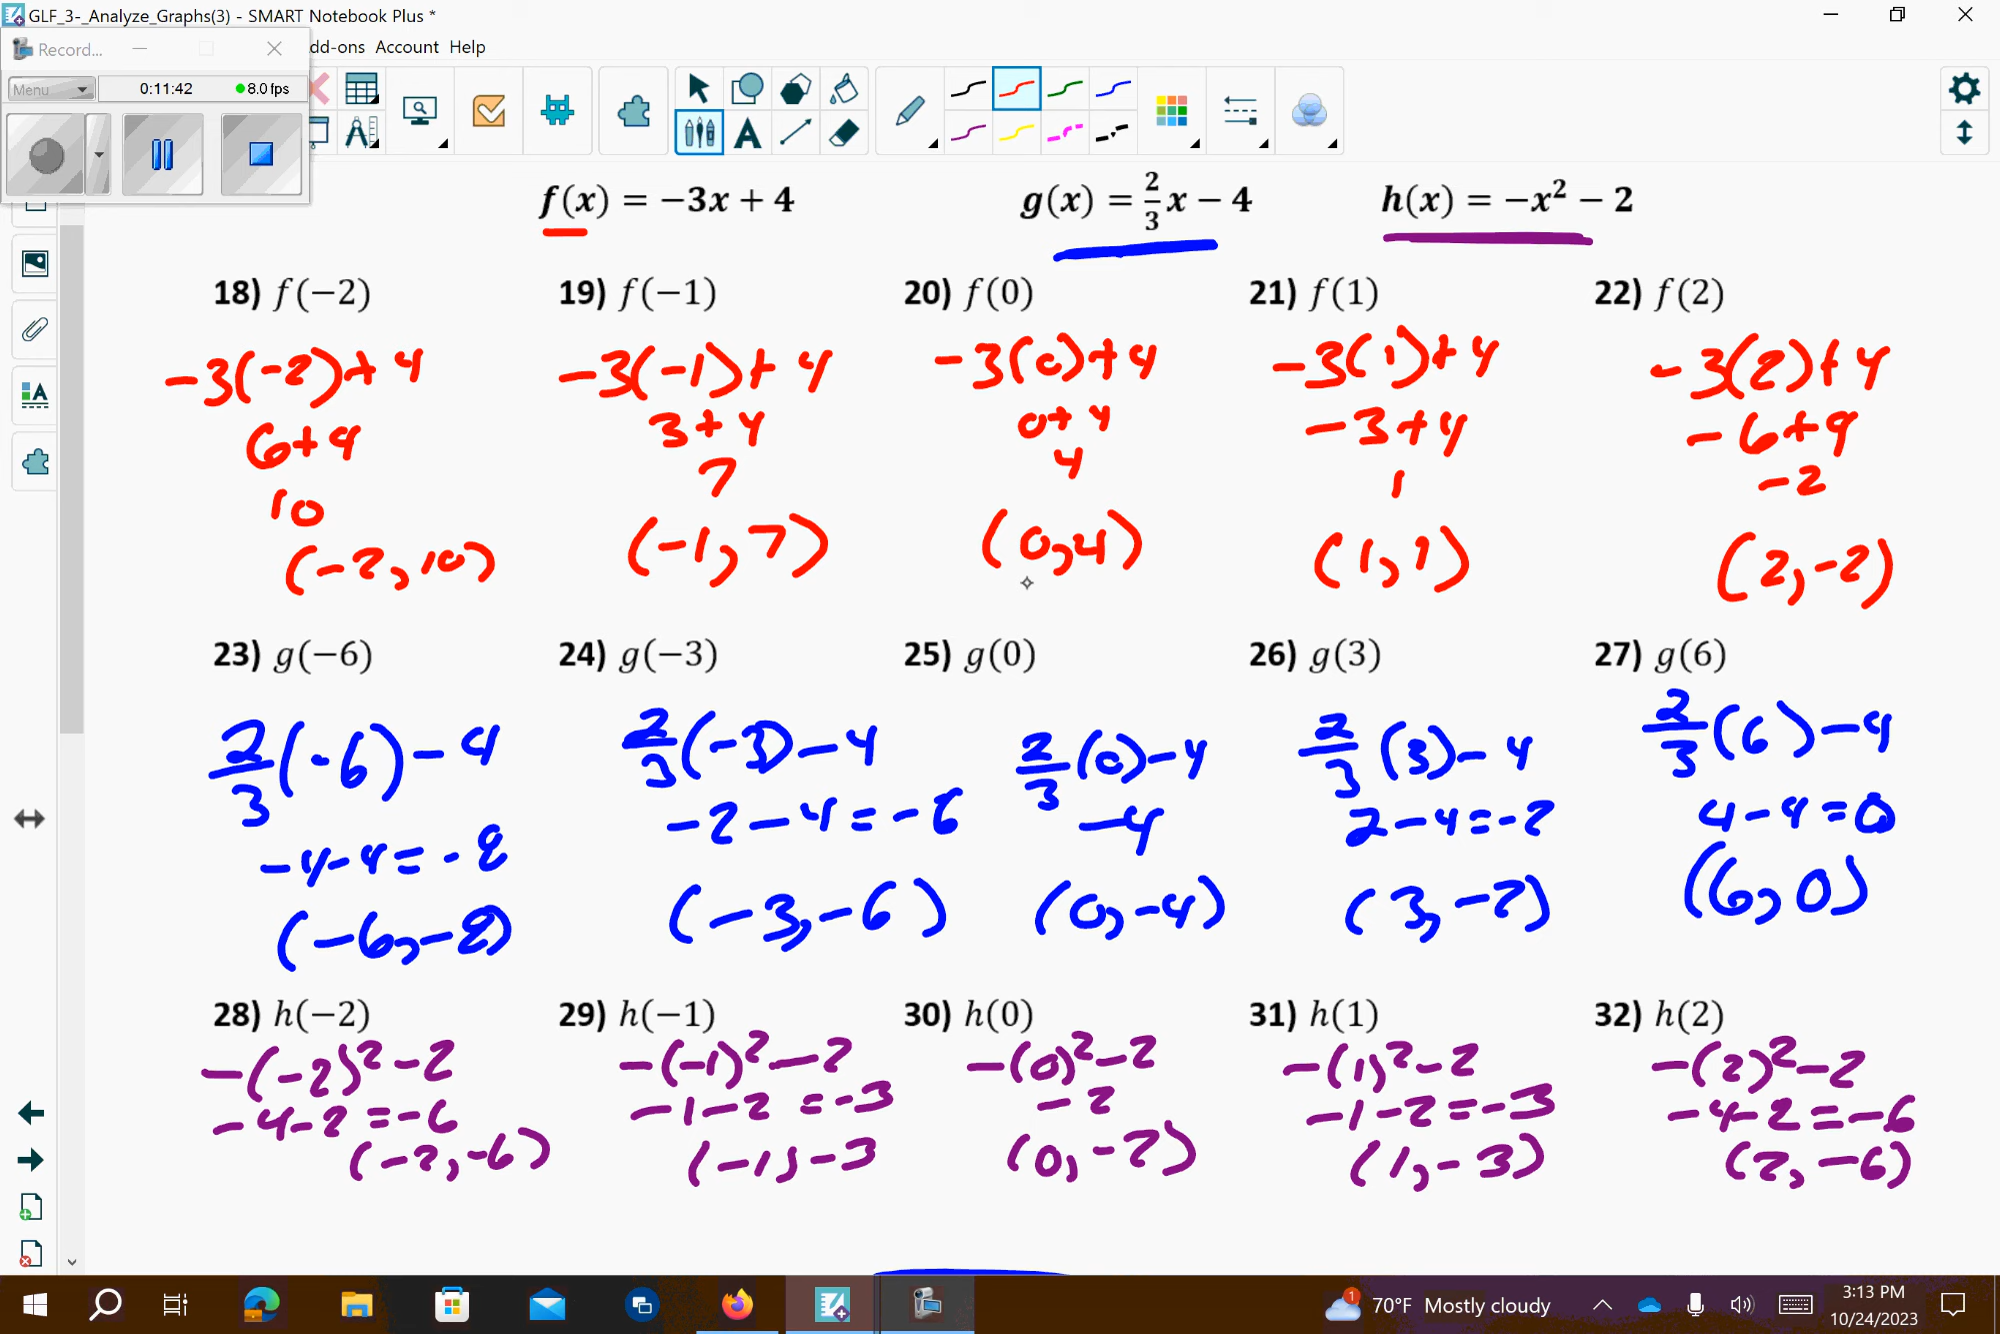 GLF_3-_Analyze_Graphs(3) - SMART Notebook Plus *
Record...
dd-ons Account Help
Menu 0:11:42 8.0 fps
f(x) = −3x + 4 g(x) = 2/3 x − 4 h(x) = −x² − 2
18) f(−2) 19) f(−1) 20) f(0) 21) f(1) 22) f(2)
-3(-2)+4 -3(-1)+4 -3(0)+4 -3(1)+4 -3(2)+4
6+4 3+4 0+4 -3+4 -6+4
10 7 4 1 -2
(-2,10) (-1,7) (0,4) (1,1) (2,-2)
23) g(−6) 24) g(−3) 25) g(0) 26) g(3) 27) g(6)
2/3(-6)-4 2/3(-3)-4 2/3(0)-4 2/3(3)-4 2/3(6)-4
-4-4=-8 -2-4=-6 -4 2-4=-2 4-4=0
(-6,-8) (-3,-6) (0,-4) (3,-2) (6,0)
28) h(−2) 29) h(−1) 30) h(0) 31) h(1) 32) h(2)
-(-2)²-2 -(-1)²-2 -(0)²-2 -(1)²-2 -(2)²-2
-4-2=-6 -1-2=-3 -2 -1-2=-3 -4-2=-6
(-2,-6) (-1,-3 (0,-2) (1,-3) (2,-6)
1 70°F Mostly cloudy 3:13 PM
10/24/2023